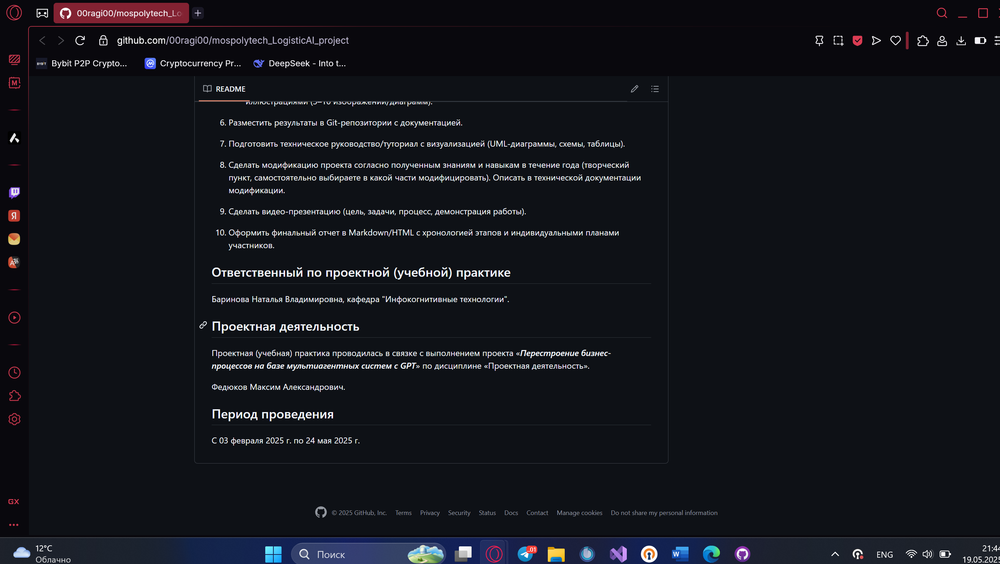 00ragi00/mospolytech_Lo
github.com/00ragi00/mospolytech_LogisticAI_project
BYBIT
Bybit P2P Crypto...
Cryptocurrency Pr...
DeepSeek - Into t...
M
README
иллюстрациями (3–10 изображений/диаграмм).
6. Разместить результаты в Git-репозитории с документацией.
7. Подготовить техническое руководство/туториал с визуализацией (UML-диаграммы, схемы, таблицы).
8. Сделать модификацию проекта согласно полученным знаниям и навыкам в течение года (творческий
пункт, самостоятельно выбираете в какой части модифицировать). Описать в технической документации
модификации.
9. Сделать видео-презентацию (цель, задачи, процесс, демонстрация работы).
10. Оформить финальный отчет в Markdown/HTML с хронологией этапов и индивидуальными планами
участников.
Ответственный по проектной (учебной) практике
Баринова Наталья Владимировна, кафедра "Инфокогнитивные технологии".
Проектная деятельность
Проектная (учебная) практика проводилась в связке с выполнением проекта «Перестроение бизнес-
процессов на базе мультиагентных систем с GPT» по дисциплине «Проектная деятельность».
Федюков Максим Александрович.
Период проведения
С 03 февраля 2025 г. по 24 мая 2025 г.
Я
Aあ
GX
© 2025 GitHub, Inc. Terms Privacy Security Status Docs Contact Manage cookies Do not share my personal information
12°C
Облачно
Поиск
..01
W
ENG
21:44
19.05.2025